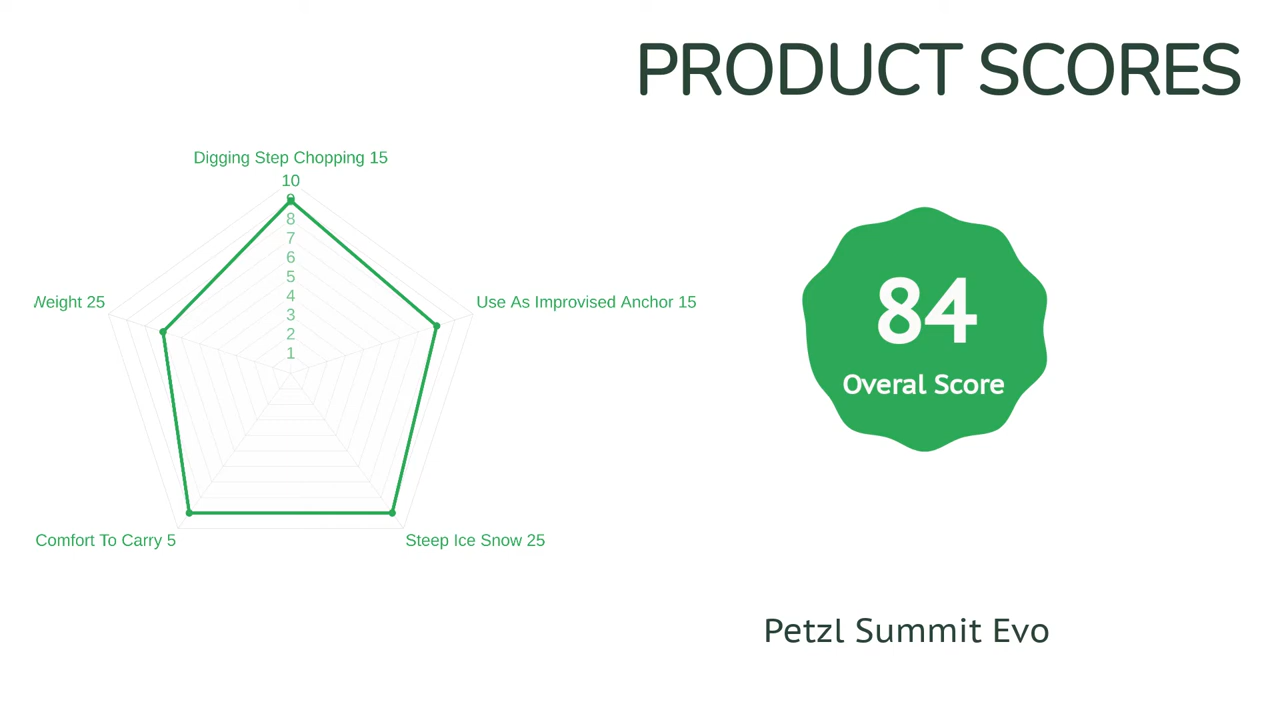 PRODUCT SCORES
Digging Step Chopping 15
10
9
8
7
6
5
4
3
2
1
Weight 25
Use As Improvised Anchor 15
Comfort To Carry 5
Steep Ice Snow 25
84
Overal Score
Petzl Summit Evo